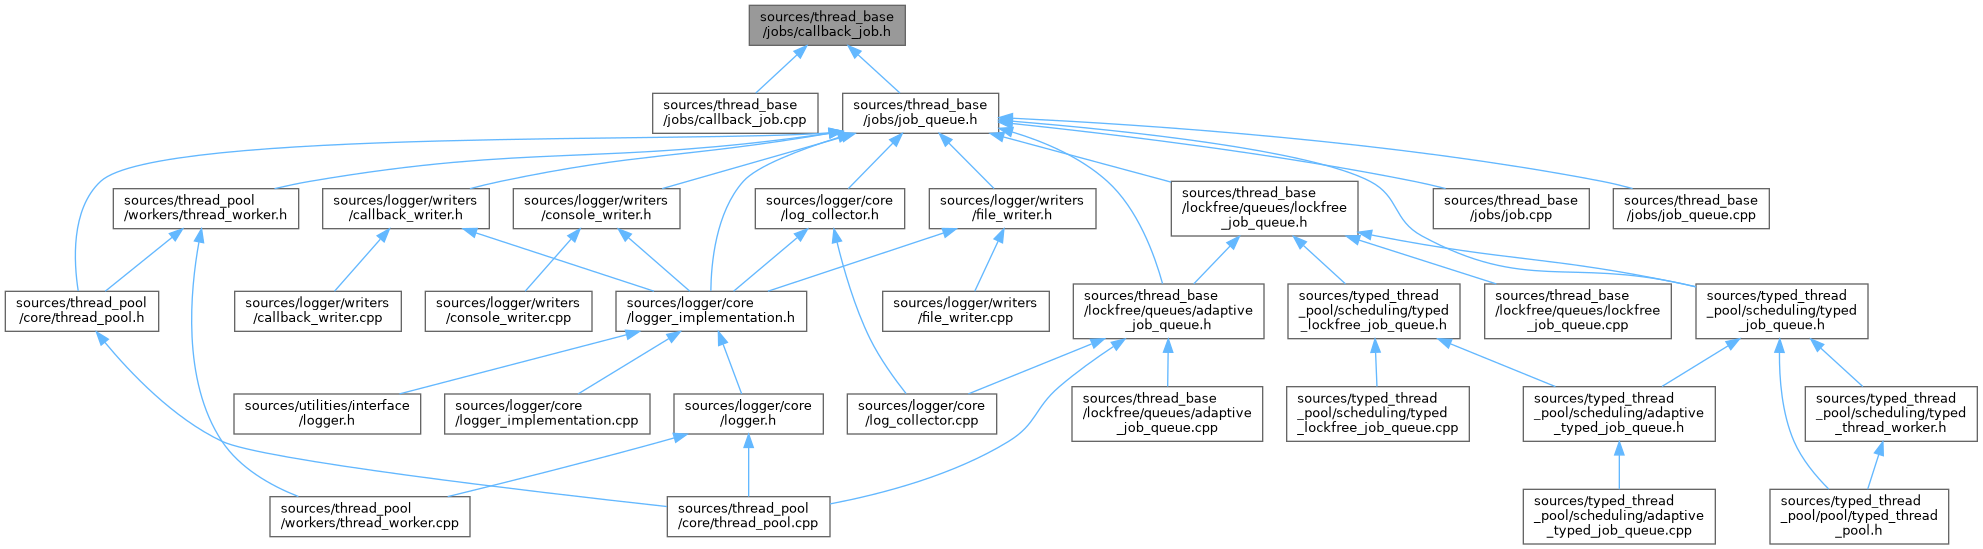 sources/thread_base
/jobs/callback_job.h
sources/thread_base
/jobs/callback_job.cpp
sources/thread_base
/jobs/job_queue.h
sources/thread_pool
/workers/thread_worker.h
sources/logger/writers
/callback_writer.h
sources/logger/writers
/console_writer.h
sources/logger/core
/log_collector.h
sources/logger/writers
/file_writer.h
sources/thread_base
/lockfree/queues/lockfree
_job_queue.h
sources/thread_base
/jobs/job.cpp
sources/thread_base
/jobs/job_queue.cpp
sources/thread_pool
/core/thread_pool.h
sources/logger/writers
/callback_writer.cpp
sources/logger/writers
/console_writer.cpp
sources/logger/core
/logger_implementation.h
sources/logger/writers
/file_writer.cpp
sources/thread_base
/lockfree/queues/adaptive
_job_queue.h
sources/typed_thread
_pool/scheduling/typed
_lockfree_job_queue.h
sources/thread_base
/lockfree/queues/lockfree
_job_queue.cpp
sources/typed_thread
_pool/scheduling/typed
_job_queue.h
sources/utilities/interface
/logger.h
sources/logger/core
/logger_implementation.cpp
sources/logger/core
/logger.h
sources/logger/core
/log_collector.cpp
sources/thread_base
/lockfree/queues/adaptive
_job_queue.cpp
sources/typed_thread
_pool/scheduling/typed
_lockfree_job_queue.cpp
sources/typed_thread
_pool/scheduling/adaptive
_typed_job_queue.h
sources/typed_thread
_pool/scheduling/typed
_thread_worker.h
sources/thread_pool
/workers/thread_worker.cpp
sources/thread_pool
/core/thread_pool.cpp
sources/typed_thread
_pool/scheduling/adaptive
_typed_job_queue.cpp
sources/typed_thread
_pool/pool/typed_thread
_pool.h